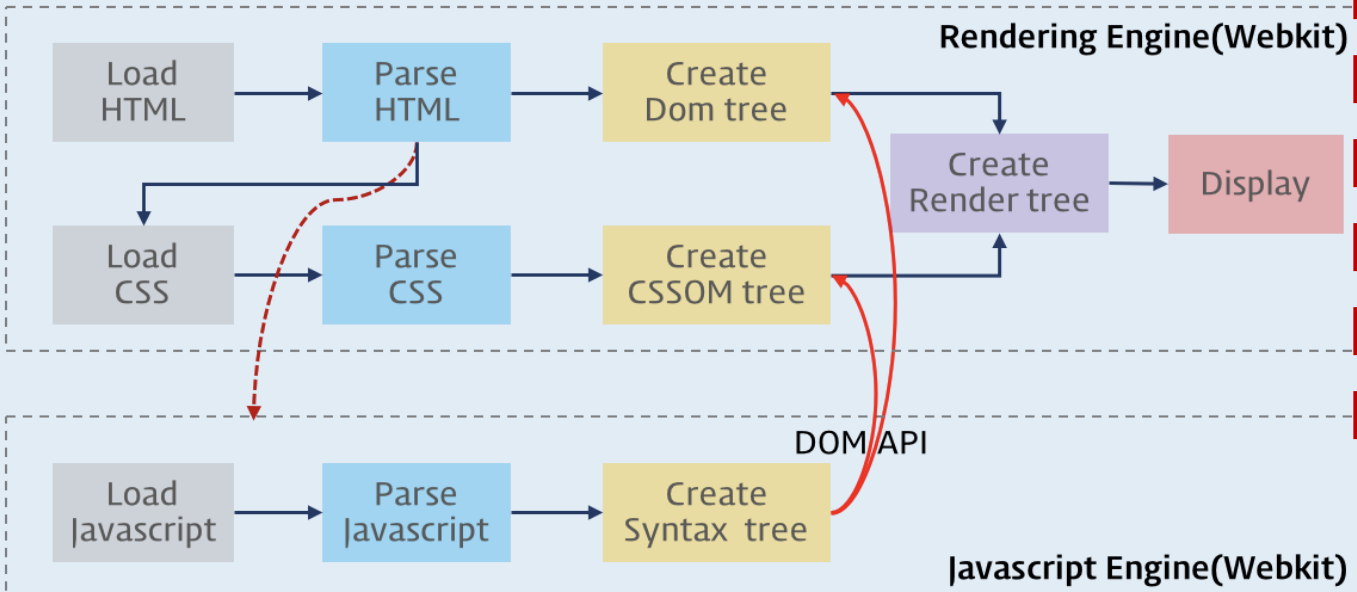 Rendering Engine(Webkit)
Load
HTML
Parse
HTML
Create
Dom tree
Create
Render tree
Display
Load
CSS
Parse
CSS
Create
CSSOM tree
DOM API
Load
Javascript
Parse
Javascript
Create
Syntax tree
Javascript Engine(Webkit)